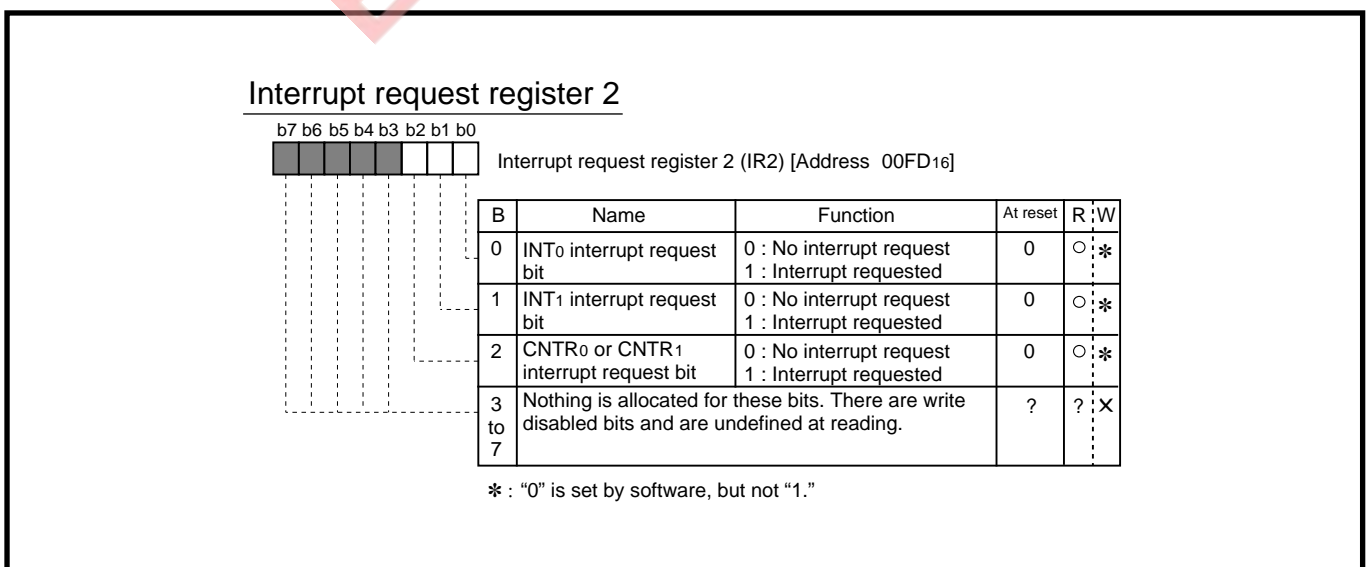 Interrupt request register 2
b7 b6 b5 b4 b3 b2 b1 b0
Interrupt request register 2 (IR2) [Address 00FD16]
B Name Function At reset R W
0 INT0 interrupt request bit 0 : No interrupt request 1 : Interrupt requested 0 ○ ✻
1 INT1 interrupt request bit 0 : No interrupt request 1 : Interrupt requested 0 ○ ✻
2 CNTR0 or CNTR1 interrupt request bit 0 : No interrupt request 1 : Interrupt requested 0 ○ ✻
3 to 7 Nothing is allocated for these bits. There are write disabled bits and are undefined at reading. ? ? ×
✻ : “0” is set by software, but not “1.”